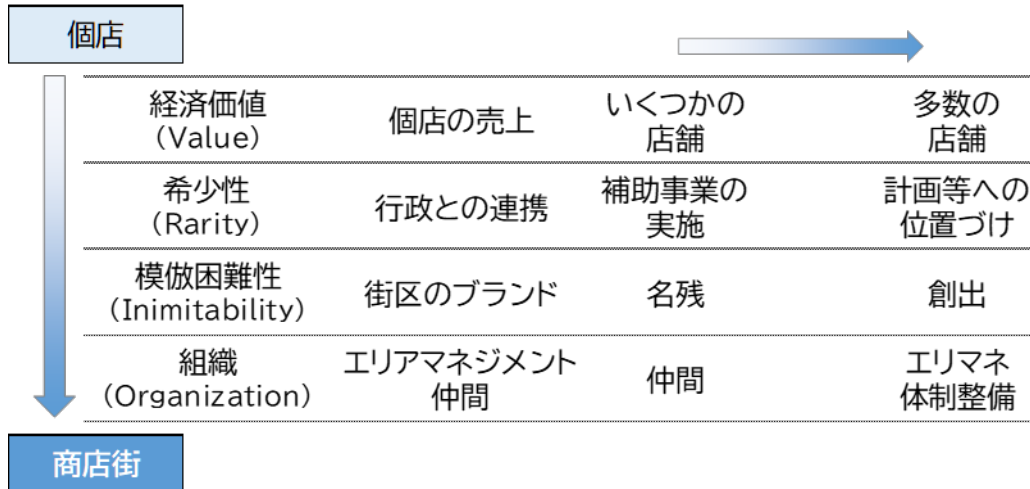 個店
経済価値
(Value)
個店の売上
いくつかの
店舗
多数の
店舗
希少性
(Rarity)
行政との連携
補助事業の
実施
計画等への
位置づけ
模倣困難性
(Inimitability)
街区のブランド
名残
創出
組織
(Organization)
エリアマネジメント
仲間
仲間
エリマネ
体制整備
商店街